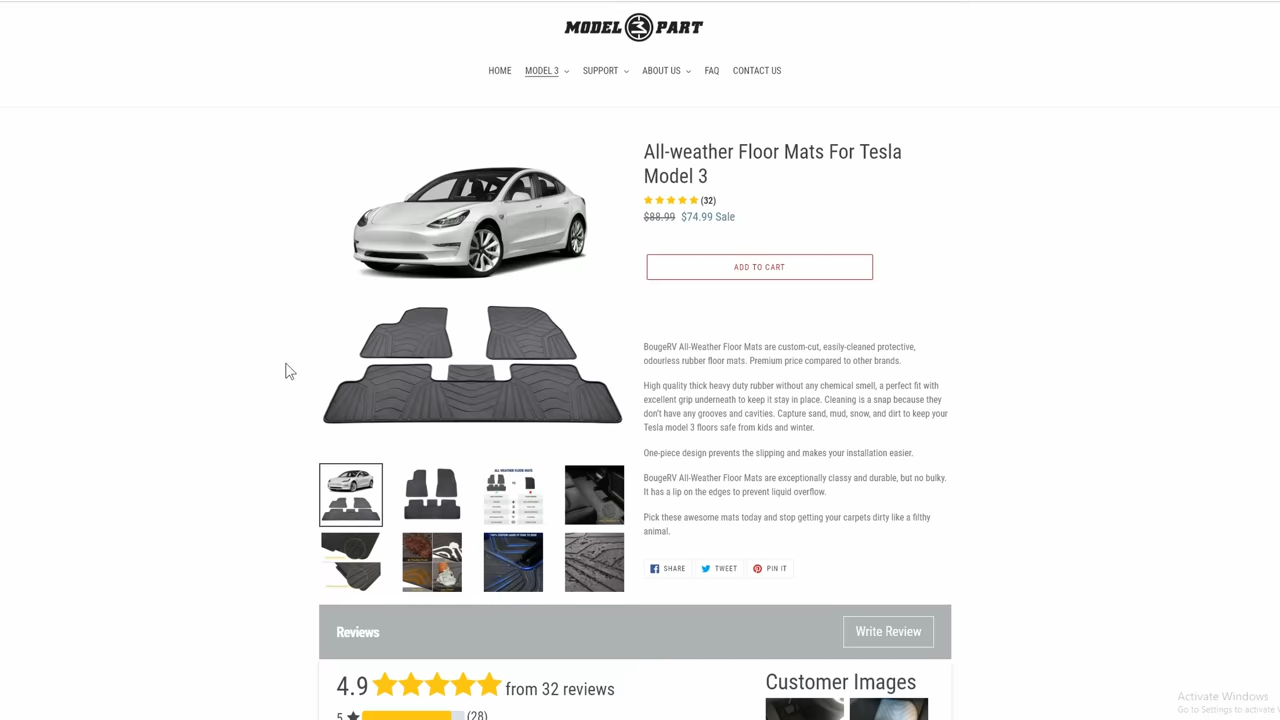 MODEL 3 PART
HOME MODEL 3 SUPPORT ABOUT US FAQ CONTACT US
All-weather Floor Mats For Tesla
Model 3
(32)
$88.99 $74.99 Sale
ADD TO CART
BougeRV All-Weather Floor Mats are custom-cut, easily-cleaned protective,
odourless rubber floor mats. Premium price compared to other brands.
High quality thick heavy duty rubber without any chemical smell, a perfect fit with
excellent grip underneath to keep it stay in place. Cleaning is a snap because they
don't have any grooves and cavities. Capture sand, mud, snow, and dirt to keep your
Tesla model 3 floors safe from kids and winter.
One-piece design prevents the slipping and makes your installation easier.
BougeRV All-Weather Floor Mats are exceptionally classy and durable, but no bulky.
It has a lip on the edges to prevent liquid overflow.
Pick these awesome mats today and stop getting your carpets dirty like a filthy
animal.
SHARE TWEET PIN IT
ALL WEATHER FLOOR MATS
Reviews
Write Review
4.9 from 32 reviews
Customer Images
5 (28)
Activate Windows
Go to Settings to activate